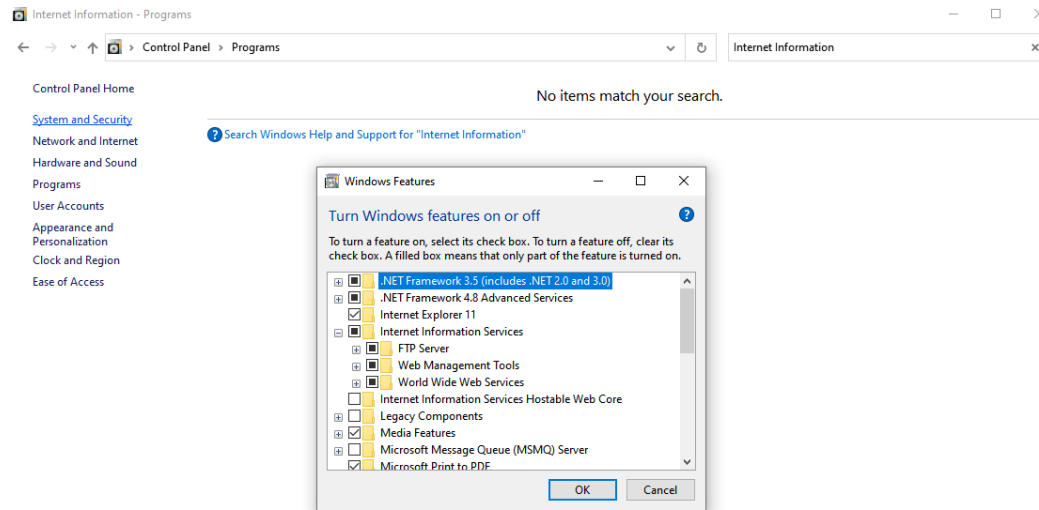 Internet Information - Programs
Control Panel > Programs
Internet Information
Control Panel Home
System and Security
Network and Internet
Hardware and Sound
Programs
User Accounts
Appearance and
Personalization
Clock and Region
Ease of Access
No items match your search.
Search Windows Help and Support for "Internet Information"
Windows Features
Turn Windows features on or off
To turn a feature on, select its check box. To turn a feature off, clear its
check box. A filled box means that only part of the feature is turned on.
.NET Framework 3.5 (includes .NET 2.0 and 3.0)
.NET Framework 4.8 Advanced Services
Internet Explorer 11
Internet Information Services
FTP Server
Web Management Tools
World Wide Web Services
Internet Information Services Hostable Web Core
Legacy Components
Media Features
Microsoft Message Queue (MSMQ) Server
Microsoft Print to PDF
OK
Cancel